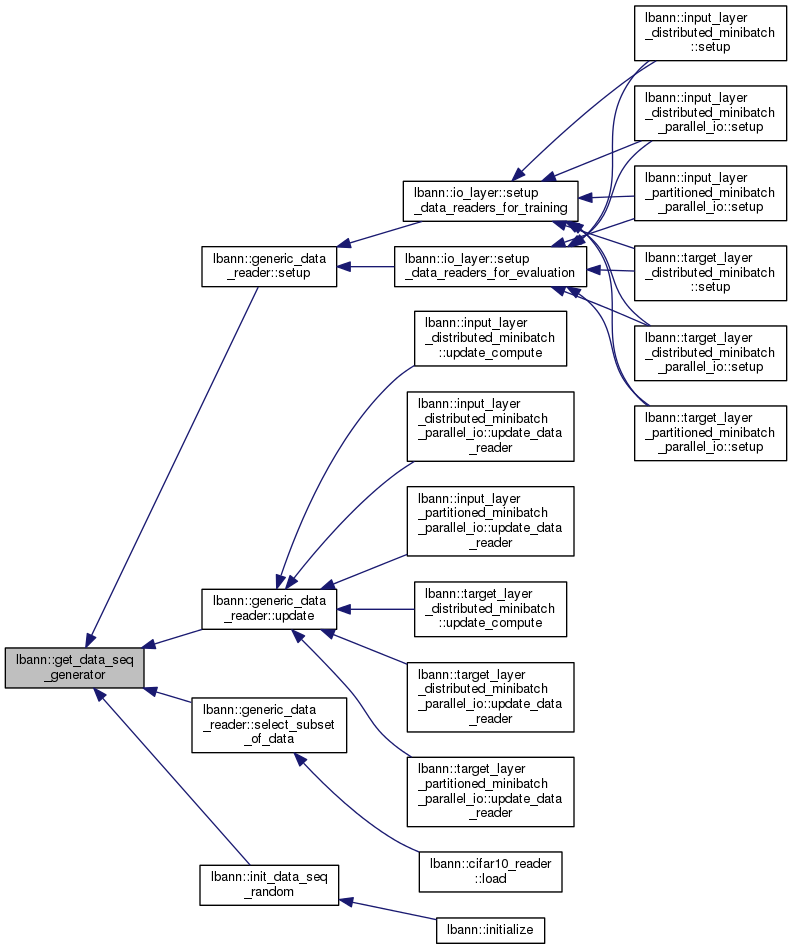 lbann::input_layer
_distributed_minibatch
::setup
lbann::input_layer
_distributed_minibatch
_parallel_io::setup
lbann::input_layer
_partitioned_minibatch
_parallel_io::setup
lbann::io_layer::setup
_data_readers_for_training
lbann::generic_data
_reader::setup
lbann::io_layer::setup
_data_readers_for_evaluation
lbann::target_layer
_distributed_minibatch
::setup
lbann::input_layer
_distributed_minibatch
::update_compute
lbann::target_layer
_distributed_minibatch
_parallel_io::setup
lbann::input_layer
_distributed_minibatch
_parallel_io::update_data
_reader
lbann::target_layer
_partitioned_minibatch
_parallel_io::setup
lbann::input_layer
_partitioned_minibatch
_parallel_io::update_data
_reader
lbann::generic_data
_reader::update
lbann::target_layer
_distributed_minibatch
::update_compute
lbann::get_data_seq
_generator
lbann::target_layer
_distributed_minibatch
_parallel_io::update_data
_reader
lbann::generic_data
_reader::select_subset
_of_data
lbann::target_layer
_partitioned_minibatch
_parallel_io::update_data
_reader
lbann::cifar10_reader
::load
lbann::init_data_seq
_random
lbann::initialize